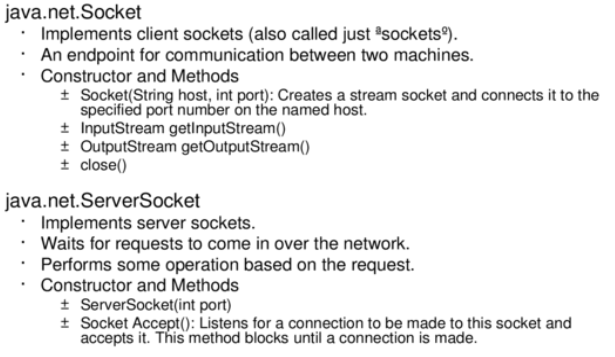 java.net.Socket
· Implements client sockets (also called just ªsocketsº).
· An endpoint for communication between two machines.
· Constructor and Methods
± Socket(String host, int port): Creates a stream socket and connects it to the
specified port number on the named host.
± InputStream getInputStream()
± OutputStream getOutputStream()
± close()
java.net.ServerSocket
· Implements server sockets.
· Waits for requests to come in over the network.
· Performs some operation based on the request.
· Constructor and Methods
± ServerSocket(int port)
± Socket Accept(): Listens for a connection to be made to this socket and
accepts it. This method blocks until a connection is made.